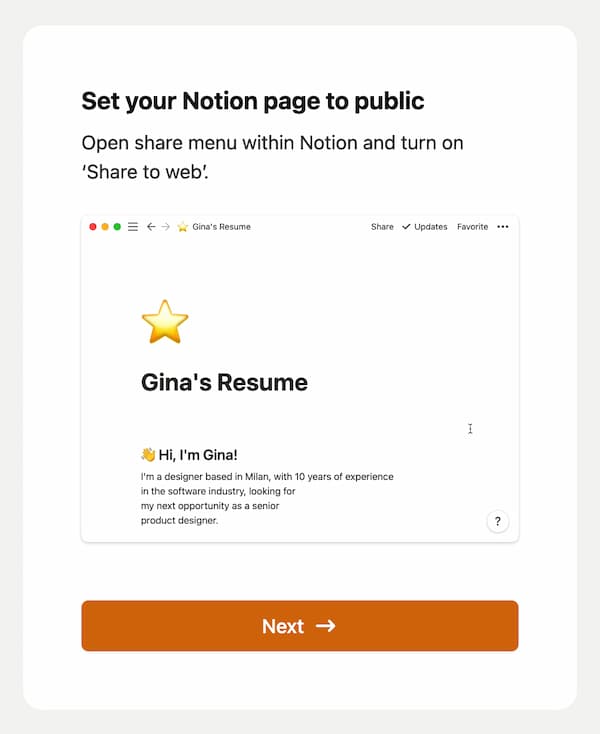 Set your Notion page to public
Open share menu within Notion and turn on
‘Share to web’.
Gina's Resume
Share
Updates
Favorite
Gina's Resume
Hi, I'm Gina!
I'm a designer based in Milan, with 10 years of experience
in the software industry, looking for
my next opportunity as a senior
product designer.
?
Next